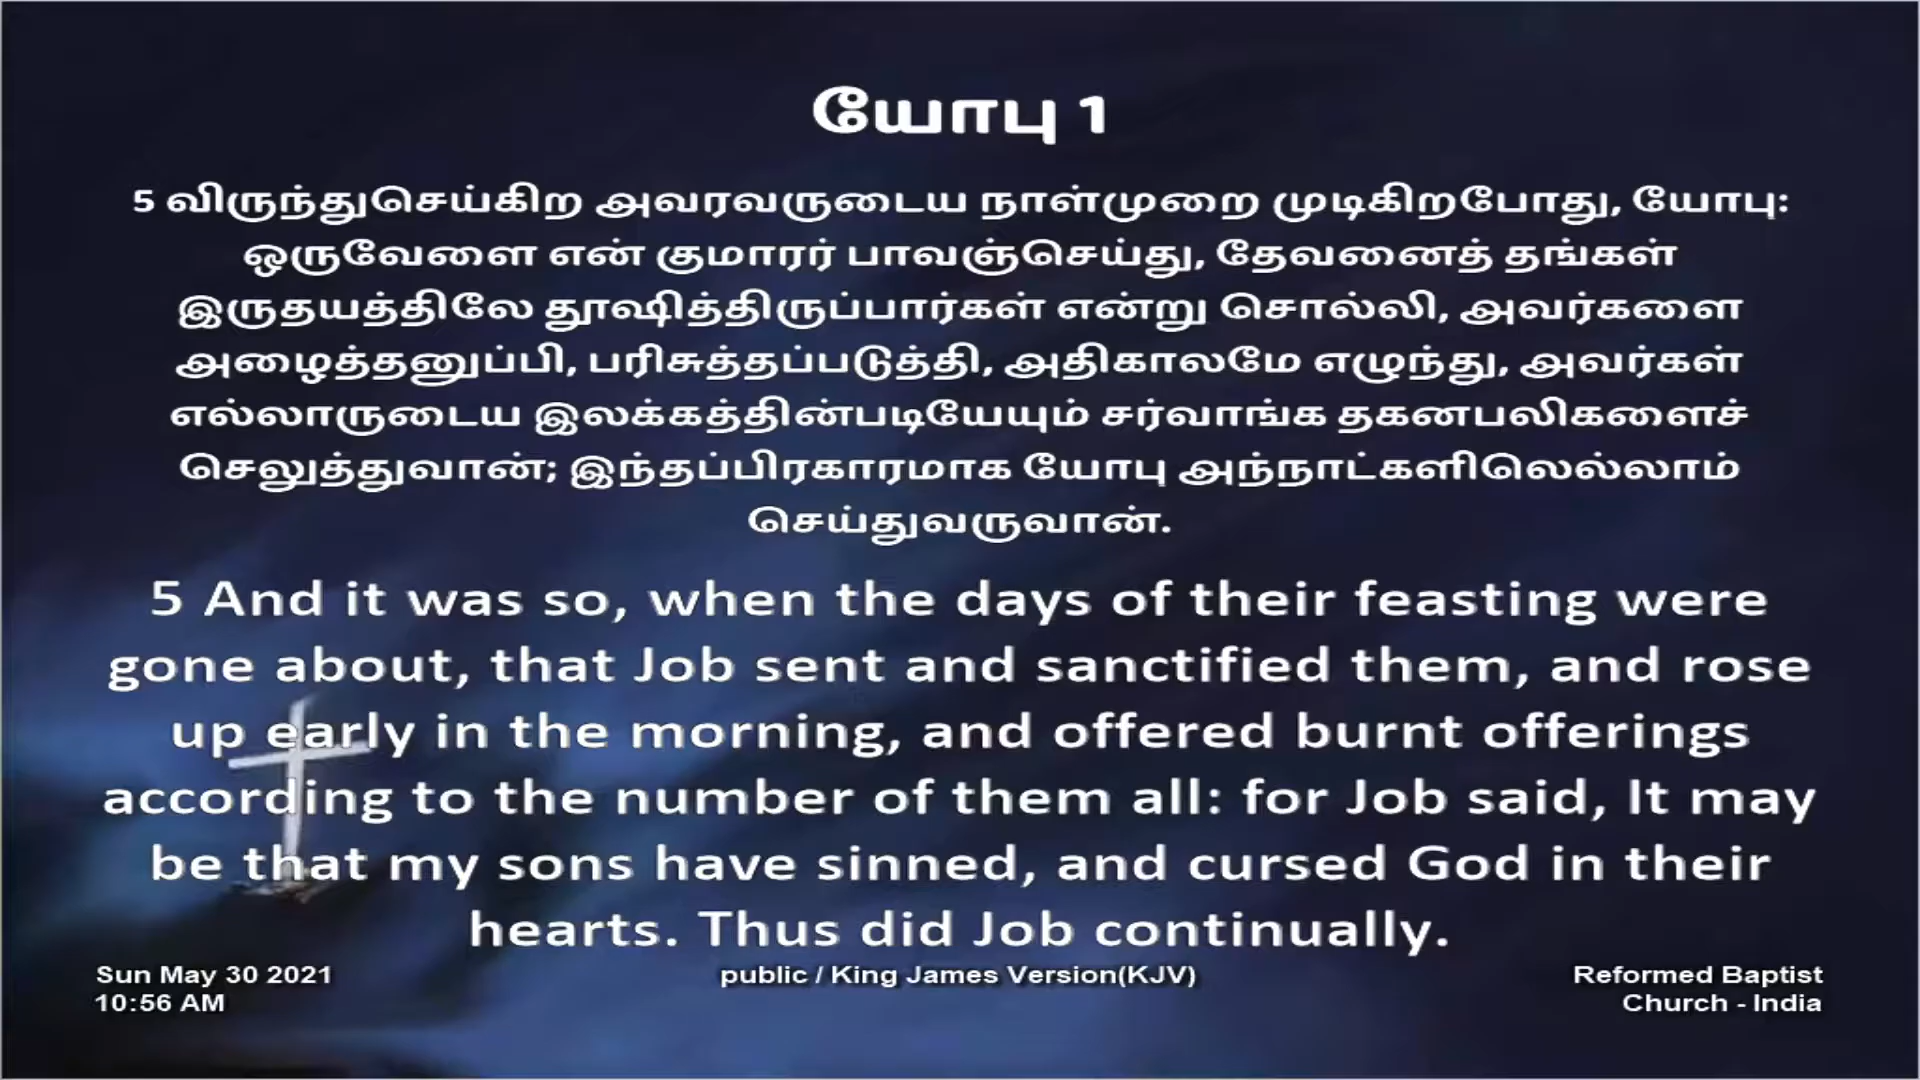 யோபு 1
5 விருந்துசெய்கிற அவரவருடைய நாள்முறை முடிகிறபோது, யோபு:
ஒருவேளை என் குமாரர் பாவஞ்செய்து, தேவனைத் தங்கள்
இருதயத்திலே தூஷித்திருப்பார்கள் என்று சொல்லி, அவர்களை
அழைத்தனுப்பி, பரிசுத்தப்படுத்தி, அதிகாலமே எழுந்து, அவர்கள்
எல்லாருடைய இலக்கத்தின்படியேயும் சர்வாங்க தகனபலிகளைச்
செலுத்துவான்; இந்தப்பிரகாரமாக யோபு அந்நாட்களிலெல்லாம்
செய்துவருவான்.
5 And it was so, when the days of their feasting were
gone about, that Job sent and sanctified them, and rose
up early in the morning, and offered burnt offerings
according to the number of them all: for Job said, It may
be that my sons have sinned, and cursed God in their
hearts. Thus did Job continually.
Sun May 30 2021
10:56 AM
public / King James Version(KJV)
Reformed Baptist
Church - India